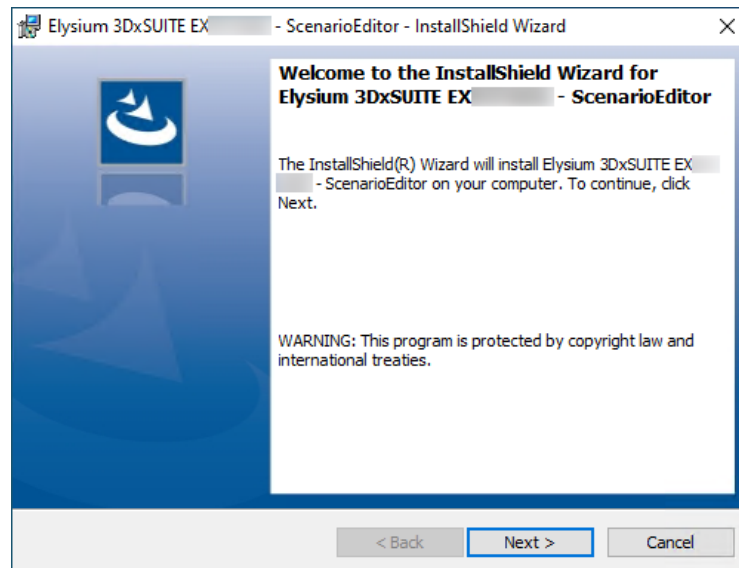 Elysium 3DxSUITE EX - ScenarioEditor - InstallShield Wizard
Welcome to the InstallShield Wizard for
Elysium 3DxSUITE EX - ScenarioEditor
The InstallShield(R) Wizard will install Elysium 3DxSUITE EX
- ScenarioEditor on your computer. To continue, click
Next.
WARNING: This program is protected by copyright law and
international treaties.
< Back Next > Cancel